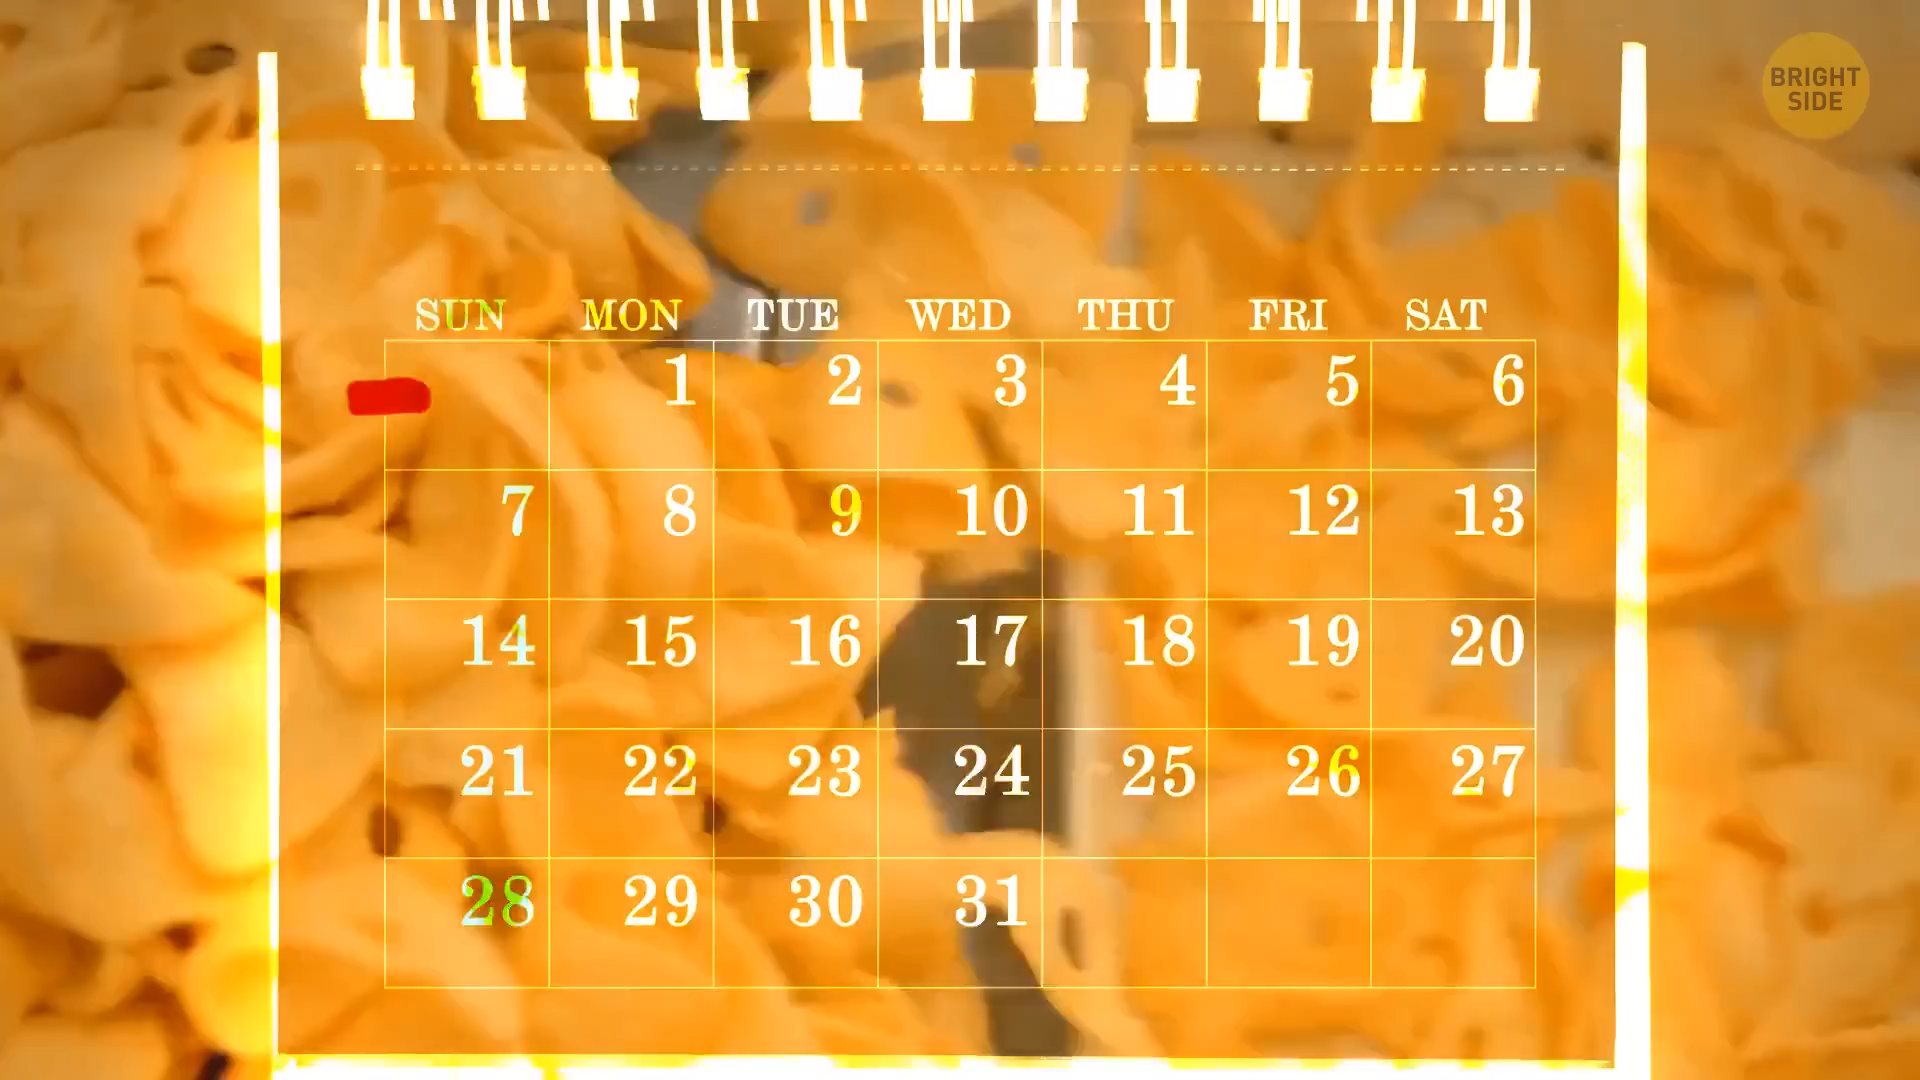 BRIGHT
SIDE
SUN MON TUE WED THU FRI SAT
1 2 3 4 5 6
7 8 9 10 11 12 13
14 15 16 17 18 19 20
21 22 23 24 25 26 27
28 29 30 31